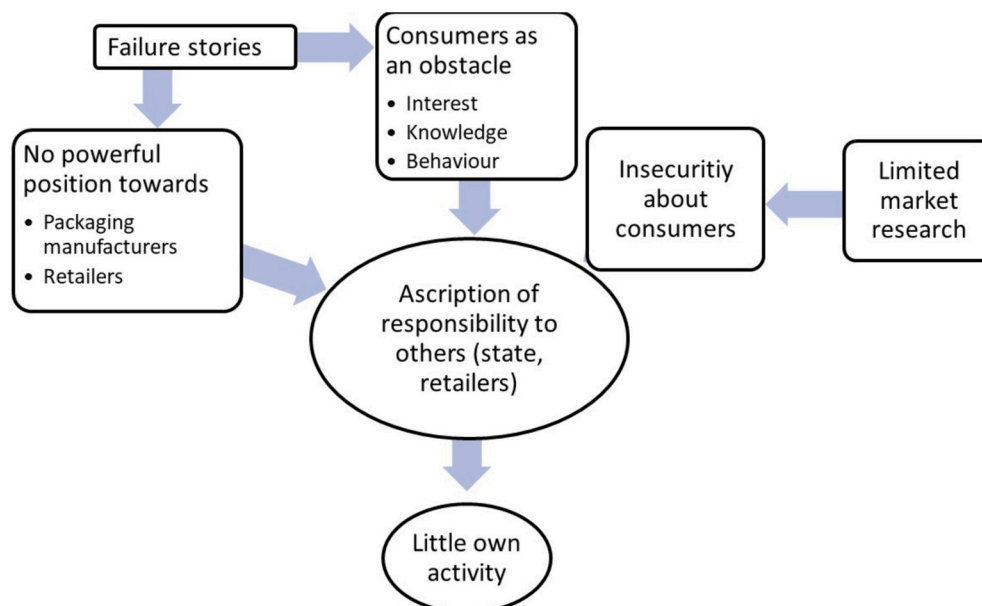 Failure stories
Consumers as
an obstacle
• Interest
• Knowledge
• Behaviour
No powerful
position towards
• Packaging
manufacturers
• Retailers
Insecuritiy
about
consumers
Limited
market
research
Ascription of
responsibility to
others (state,
retailers)
Little own
activity